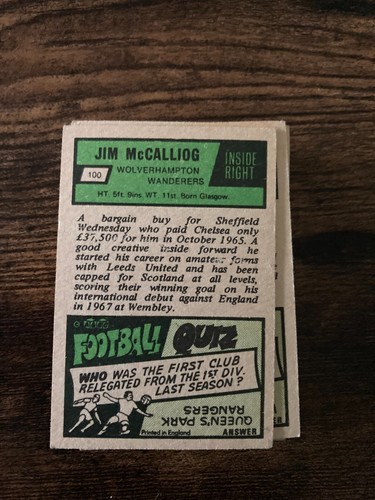 JIM McCALLIOG
100
WOLVERHAMPTON
WANDERERS
INSIDE
RIGHT
HT. 5ft. 9ins. WT. 11st. Born Glasgow.
A bargain buy for Sheffield
Wednesday who paid Chelsea only
£37,500 for him in October 1965. A
good creative inside forward he
started his career on amateur forms
with Leeds United and has been
capped for Scotland at all levels,
scoring their winning goal on his
international debut against England
in 1967 at Wembley.
FOOTBALL QUIZ
WHO WAS THE FIRST CLUB
RELEGATED FROM THE 1ST DIV.
LAST SEASON?
QUEEN'S PARK
RANGERS
Printed in England
ANSWER